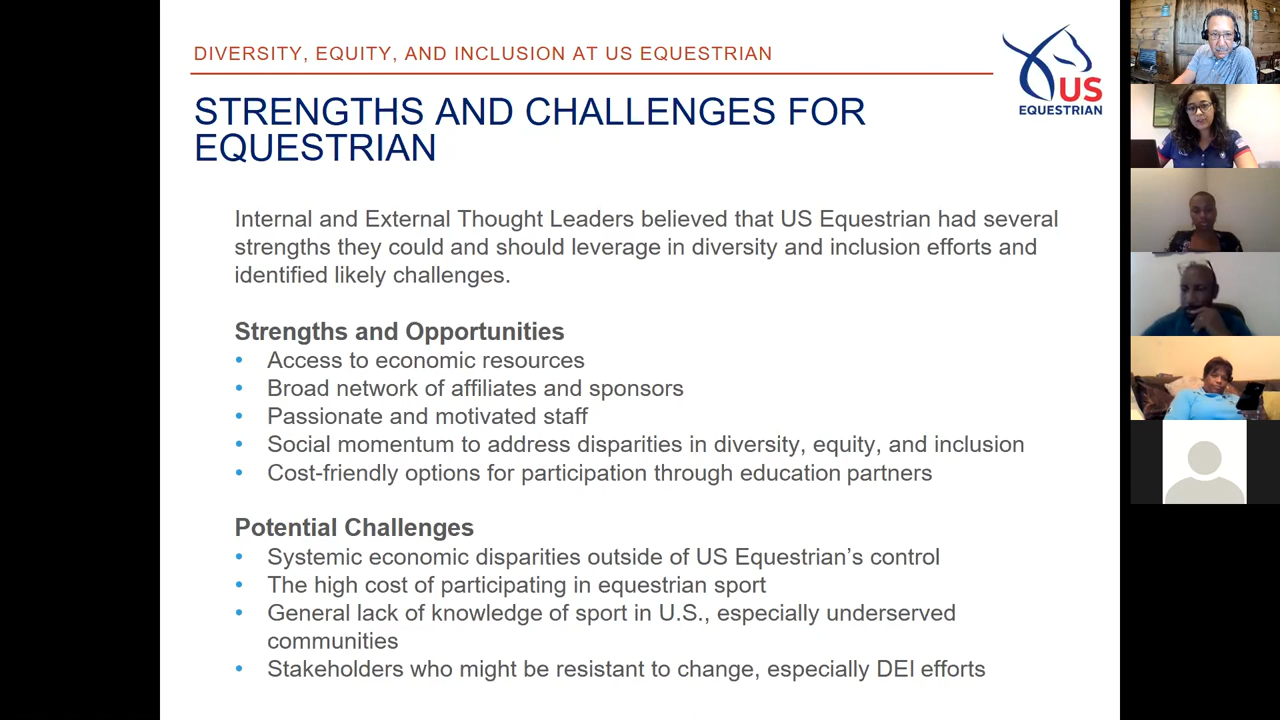 DIVERSITY, EQUITY, AND INCLUSION AT US EQUESTRIAN
US
EQUESTRIAN
STRENGTHS AND CHALLENGES FOR
EQUESTRIAN
Internal and External Thought Leaders believed that US Equestrian had several
strengths they could and should leverage in diversity and inclusion efforts and
identified likely challenges.
Strengths and Opportunities
• Access to economic resources
• Broad network of affiliates and sponsors
• Passionate and motivated staff
• Social momentum to address disparities in diversity, equity, and inclusion
• Cost-friendly options for participation through education partners
Potential Challenges
• Systemic economic disparities outside of US Equestrian’s control
• The high cost of participating in equestrian sport
• General lack of knowledge of sport in U.S., especially underserved
communities
• Stakeholders who might be resistant to change, especially DEI efforts